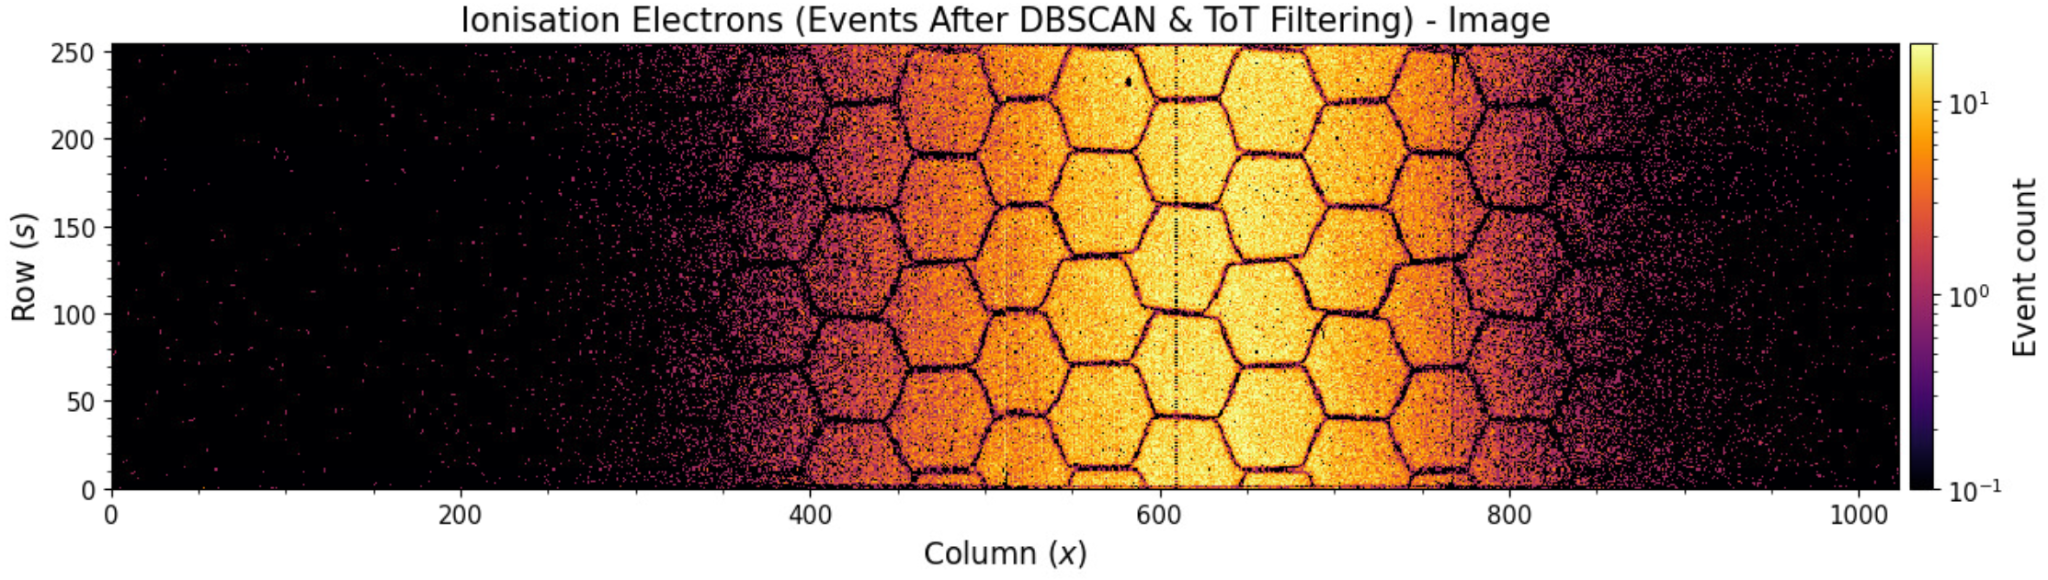 Ionisation Electrons (Events After DBSCAN & ToT Filtering) - Image
250
200
150
100
50
0
Row (s)
0 200 400 600 800 1000
Column (x)
10¹
10⁰
10⁻¹
Event count